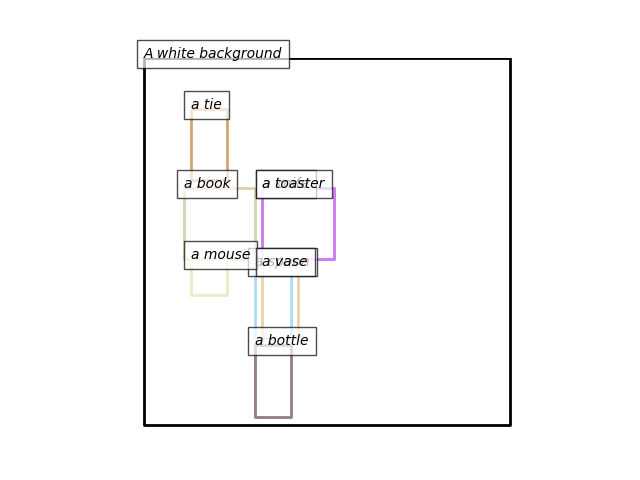 A white background
a tie
a book
a toaster
a mouse
a vase
a bottle